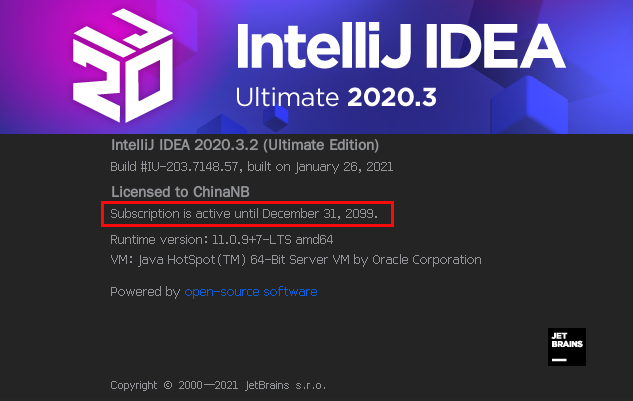 IJ
20
IntelliJ IDEA
Ultimate 2020.3
IntelliJ IDEA 2020.3.2 (Ultimate Edition)
Build #IU-203.7148.57, built on January 26, 2021
Licensed to ChinaNB
Subscription is active until December 31, 2099.
Runtime version: 11.0.9+7-LTS amd64
VM: Java HotSpot(TM) 64-Bit Server VM by Oracle Corporation
Powered by open-source software
JET
BRAINS
Copyright © 2000—2021 JetBrains s.r.o.